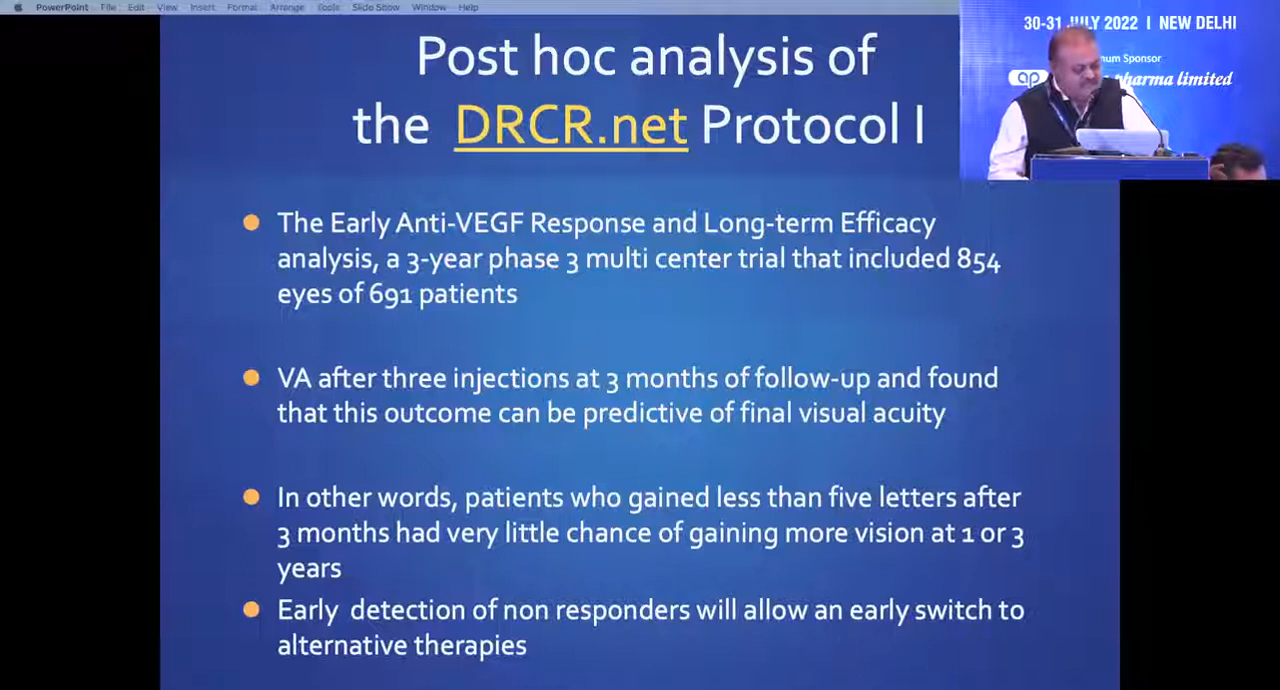 PowerPoint File Edit View Insert Format Arrange Tools Slide Show Window Help
30-31 JULY 2022 | NEW DELHI
Sponsor
ap pharma limited
Post hoc analysis of
the DRCR.net Protocol I
The Early Anti-VEGF Response and Long-term Efficacy
analysis, a 3-year phase 3 multi center trial that included 854
eyes of 691 patients
VA after three injections at 3 months of follow-up and found
that this outcome can be predictive of final visual acuity
In other words, patients who gained less than five letters after
3 months had very little chance of gaining more vision at 1 or 3
years
Early detection of non responders will allow an early switch to
alternative therapies